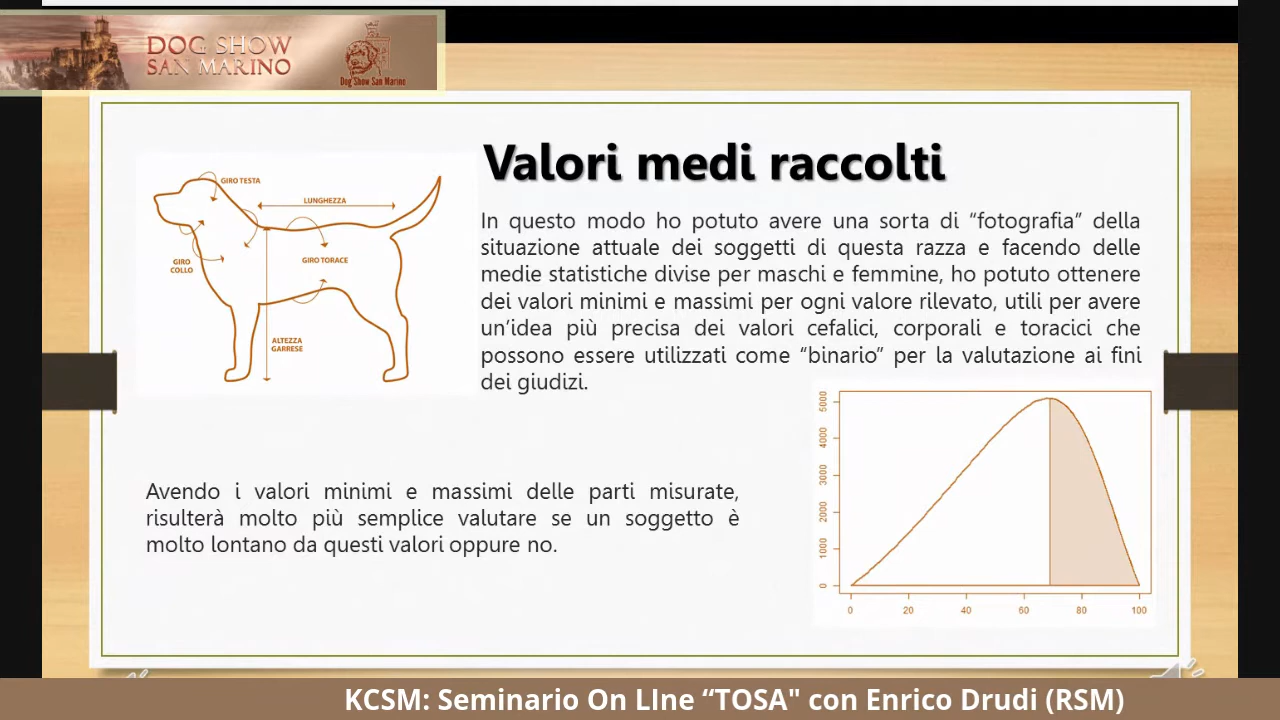 DOG SHOW
SAN MARINO
Dog Show San Marino
Valori medi raccolti
GIRO TESTA
LUNGHEZZA
GIRO
COLLO
GIRO TORACE
ALTEZZA
GARRESE
In questo modo ho potuto avere una sorta di “fotografia” della
situazione attuale dei soggetti di questa razza e facendo delle
medie statistiche divise per maschi e femmine, ho potuto ottenere
dei valori minimi e massimi per ogni valore rilevato, utili per avere
un’idea più precisa dei valori cefalici, corporali e toracici che
possono essere utilizzati come “binario” per la valutazione ai fini
dei giudizi.
Avendo i valori minimi e massimi delle parti misurate,
risulterà molto più semplice valutare se un soggetto è
molto lontano da questi valori oppure no.
5000
4000
3000
2000
1000
0
0 20 40 60 80 100
KCSM: Seminario On LIne “TOSA" con Enrico Drudi (RSM)